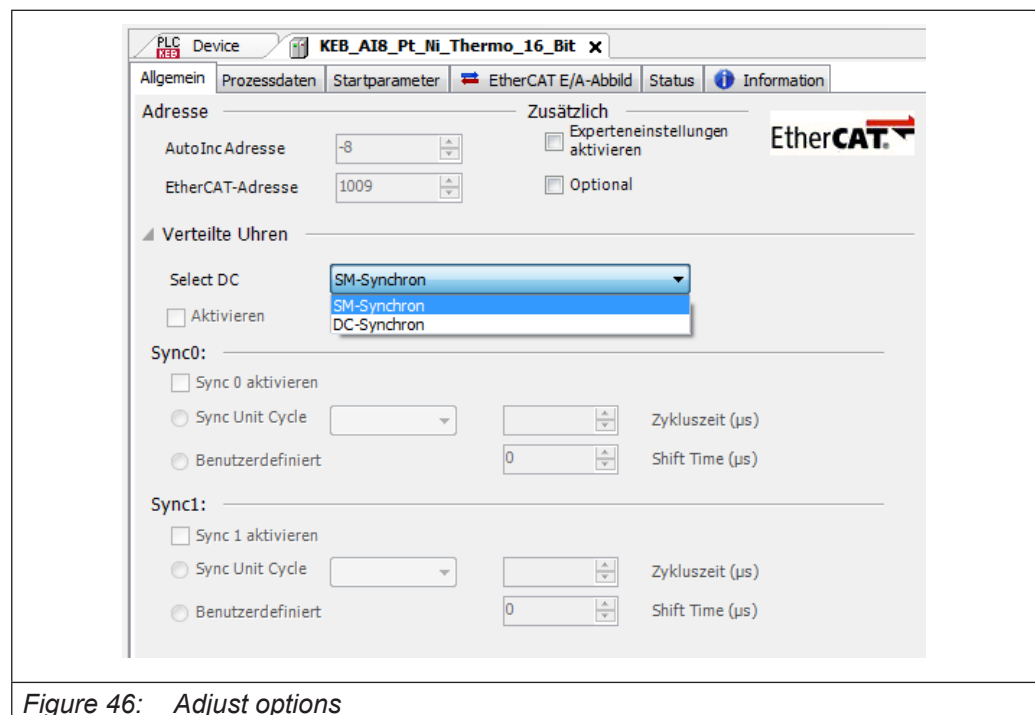 PLC KEB Device KEB_AI8_Pt_Ni_Thermo_16_Bit x
Allgemein Prozessdaten Startparameter EtherCAT E/A-Abbild Status i Information
Adresse Zusätzlich
AutoInc Adresse -8 Experteneinstellungen aktivieren EtherCAT.
EtherCAT-Adresse 1009 Optional
Verteilte Uhren
Select DC SM-Synchron
SM-Synchron
Aktivieren DC-Synchron
Sync0:
Sync 0 aktivieren
Sync Unit Cycle Zykluszeit (µs)
Benutzerdefiniert 0 Shift Time (µs)
Sync1:
Sync 1 aktivieren
Sync Unit Cycle Zykluszeit (µs)
Benutzerdefiniert 0 Shift Time (µs)
Figure 46: Adjust options